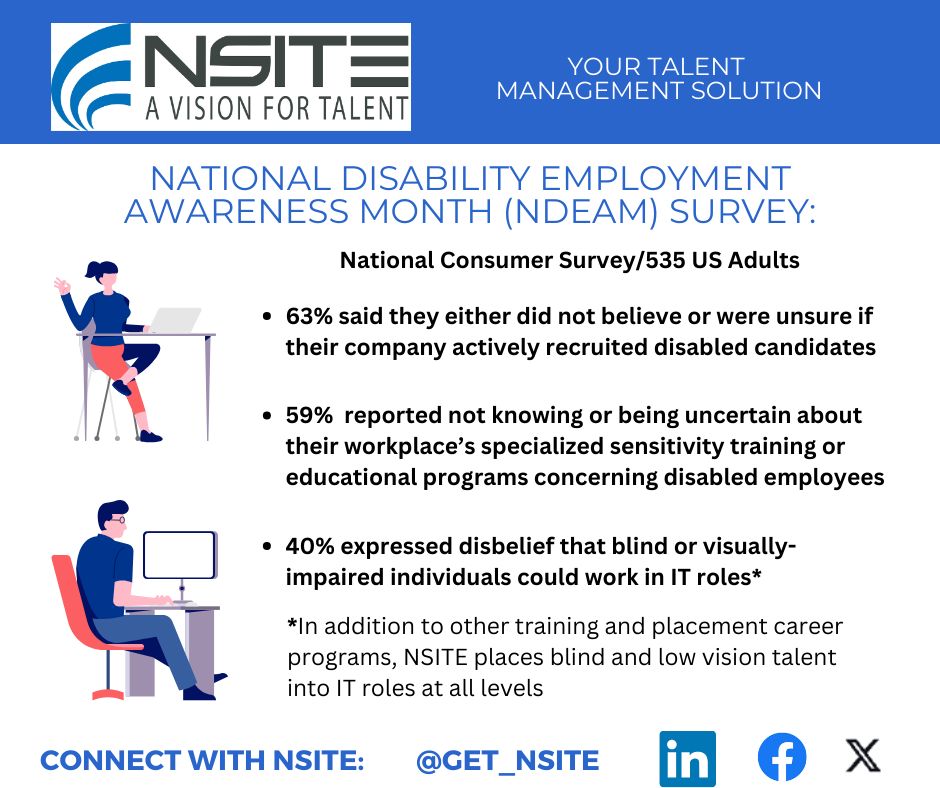 NSITE
A VISION FOR TALENT
YOUR TALENT
MANAGEMENT SOLUTION
NATIONAL DISABILITY EMPLOYMENT
AWARENESS MONTH (NDEAM) SURVEY:
National Consumer Survey/535 US Adults
• 63% said they either did not believe or were unsure if
their company actively recruited disabled candidates
• 59% reported not knowing or being uncertain about
their workplace’s specialized sensitivity training or
educational programs concerning disabled employees
• 40% expressed disbelief that blind or visually-
impaired individuals could work in IT roles*
*In addition to other training and placement career
programs, NSITE places blind and low vision talent
into IT roles at all levels
CONNECT WITH NSITE: @GET_NSITE in f X